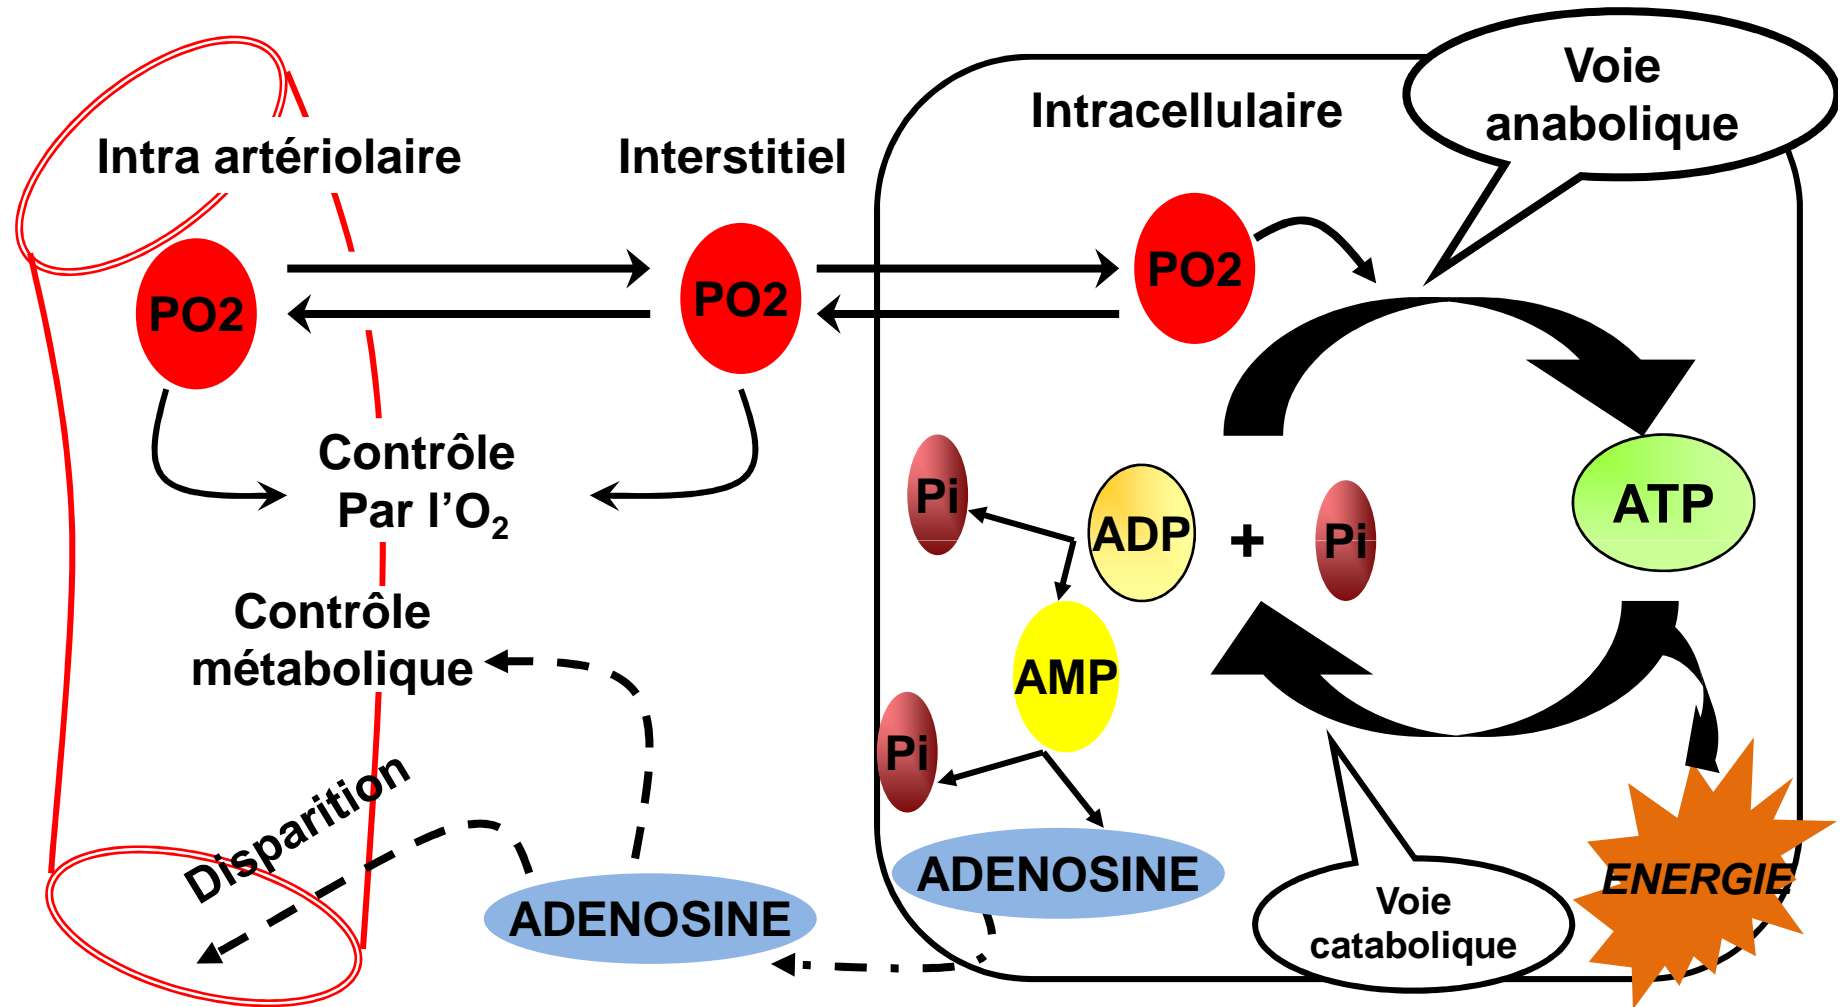 Voie
anabolique
Intracellulaire
Intra artériolaire
Interstitiel
PO2
PO2
PO2
Contrôle
Par l'O₂
Pi
ADP
+
Pi
ATP
Contrôle
métabolique
AMP
Pi
Disparition
ADENOSINE
ADENOSINE
ENERGIE
Voie
catabolique